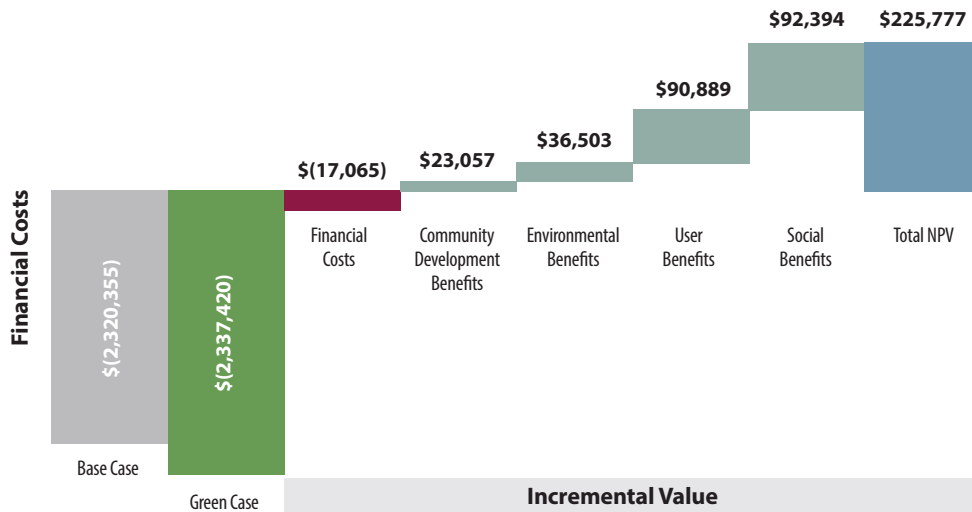 $92,394
$225,777
$90,889
$36,503
$23,057
$(17,065)
Financial Costs
$(2,320,355)
$(2,337,420)
Financial
Costs
Community
Development
Benefits
Environmental
Benefits
User
Benefits
Social
Benefits
Total NPV
Base Case
Green Case
Incremental Value